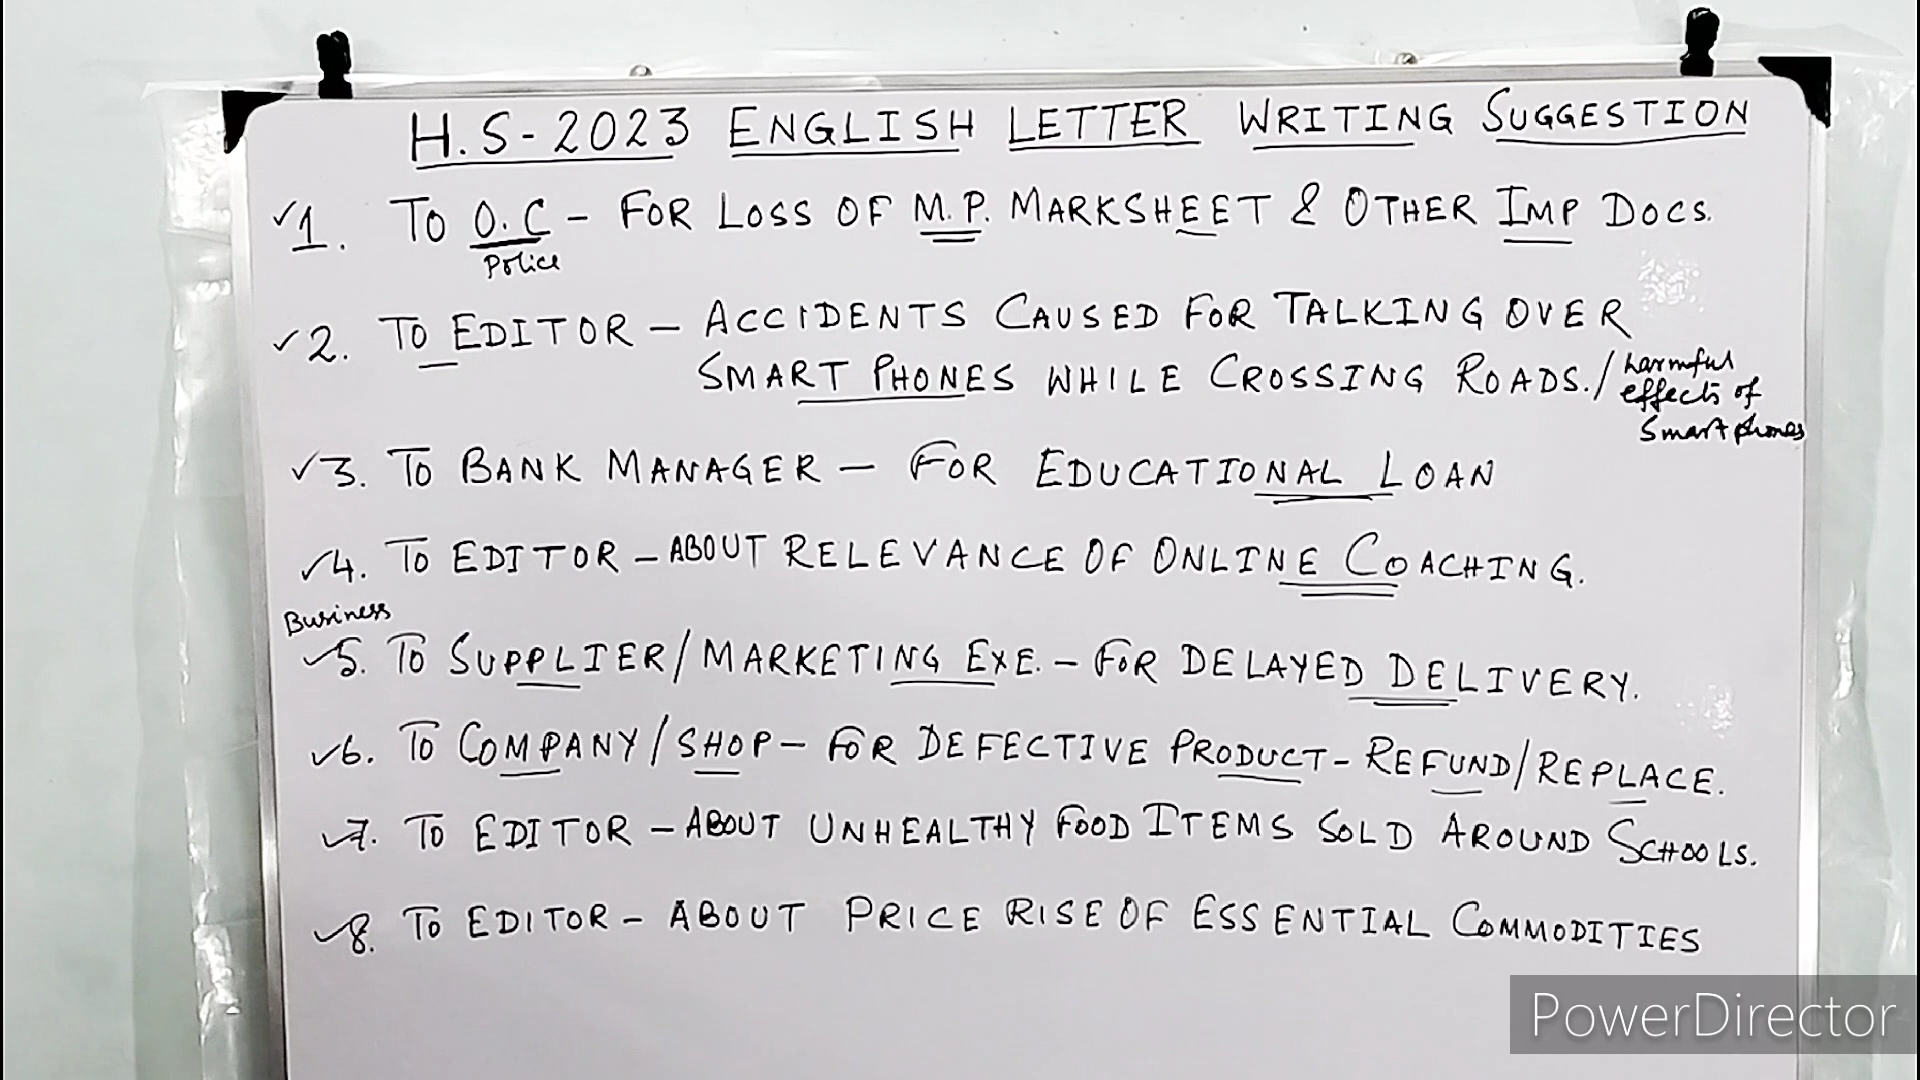 H.S-2023 ENGLISH LETTER WRITING SUGGESTION
✓1. TO O.C - FOR LOSS OF M.P. MARKSHEET & OTHER IMP DOCS.
Police
✓2. TO EDITOR - ACCIDENTS CAUSED FOR TALKING OVER
SMART PHONES WHILE CROSSING ROADS./ harmful
effects of
Smart phones
✓3. TO BANK MANAGER - FOR EDUCATIONAL LOAN
✓4. TO EDITOR - ABOUT RELEVANCE OF ONLINE COACHING.
Business
✓5. TO SUPPLIER/MARKETING EXE. - FOR DELAYED DELIVERY.
✓6. TO COMPANY/SHOP - FOR DEFECTIVE PRODUCT - REFUND/REPLACE.
✓7. TO EDITOR - ABOUT UNHEALTHY FOOD ITEMS SOLD AROUND SCHOOLS.
✓8. TO EDITOR - ABOUT PRICE RISE OF ESSENTIAL COMMODITIES
PowerDirector